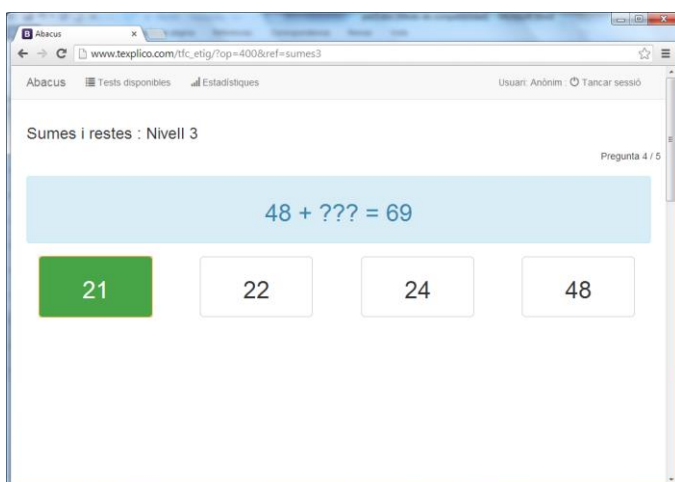 Abacus
www.texplico.com/tfc_etig/?op=400&ref=sumes3
Abacus Tests disponibles Estadístiques Usuari: Anònim : Tancar sessió
Sumes i restes : Nivell 3
Pregunta 4 / 5
48 + ??? = 69
21 22 24 48